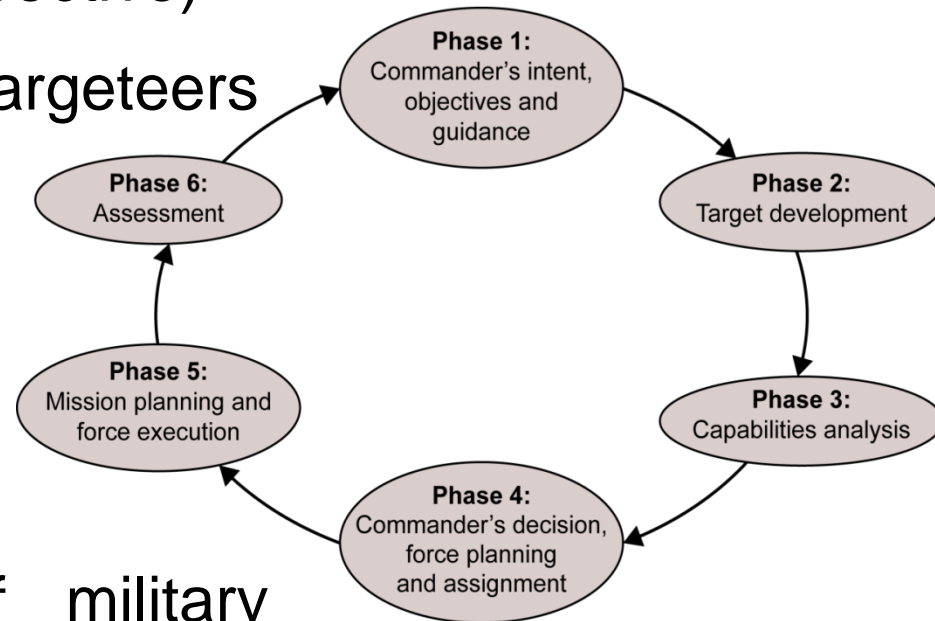 targeteers
Phase 1:
Commander's intent,
objectives and
guidance
Phase 2:
Target development
Phase 3:
Capabilities analysis
Phase 4:
Commander's decision,
force planning
and assignment
Phase 5:
Mission planning and
force execution
Phase 6:
Assessment
military